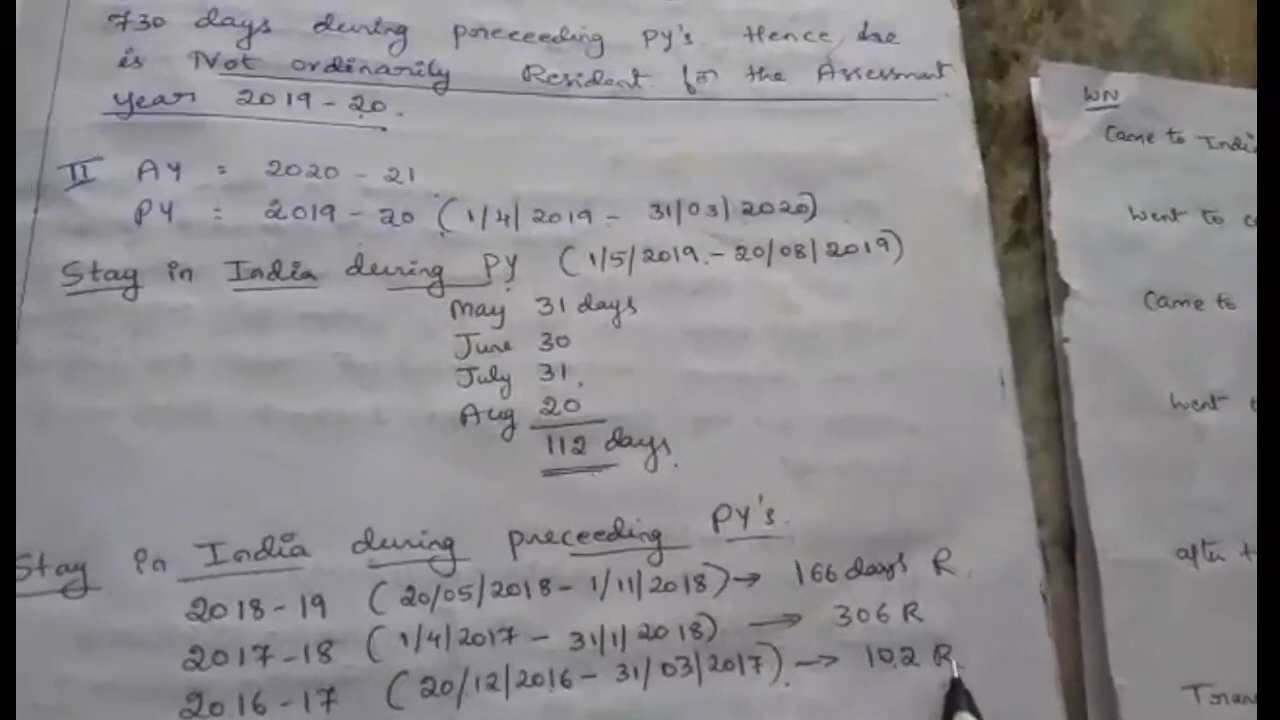 730 days during preceeding PY's. Hence, he
is Not ordinarily Resident for the Assessment
year 2019-20.
II AY = 2020-21
PY = 2019-20 (1/4/2019 - 31/03/2020)
Stay in India during PY (1/5/2019 - 20/08/2019)
May 31 days
June 30
July 31
Aug 20
112 days.
Stay in India during preceeding PY's.
2018-19 (20/05/2018 - 1/11/2018) → 166 days R
2017-18 (1/4/2017 - 31/1/2018) → 306 R
2016-17 (20/12/2016 - 31/03/2017) → 102 R
WN
Came to India
went to
Came to
Went
after